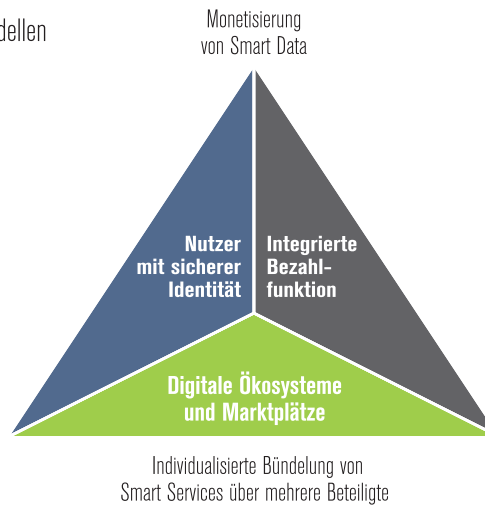 Monetisierung
von Smart Data
Nutzer
mit sicherer
Identität
Integrierte
Bezahl-
funktion
Digitale Ökosysteme
und Marktplätze
Individualisierte Bündelung von
Smart Services über mehrere Beteiligte